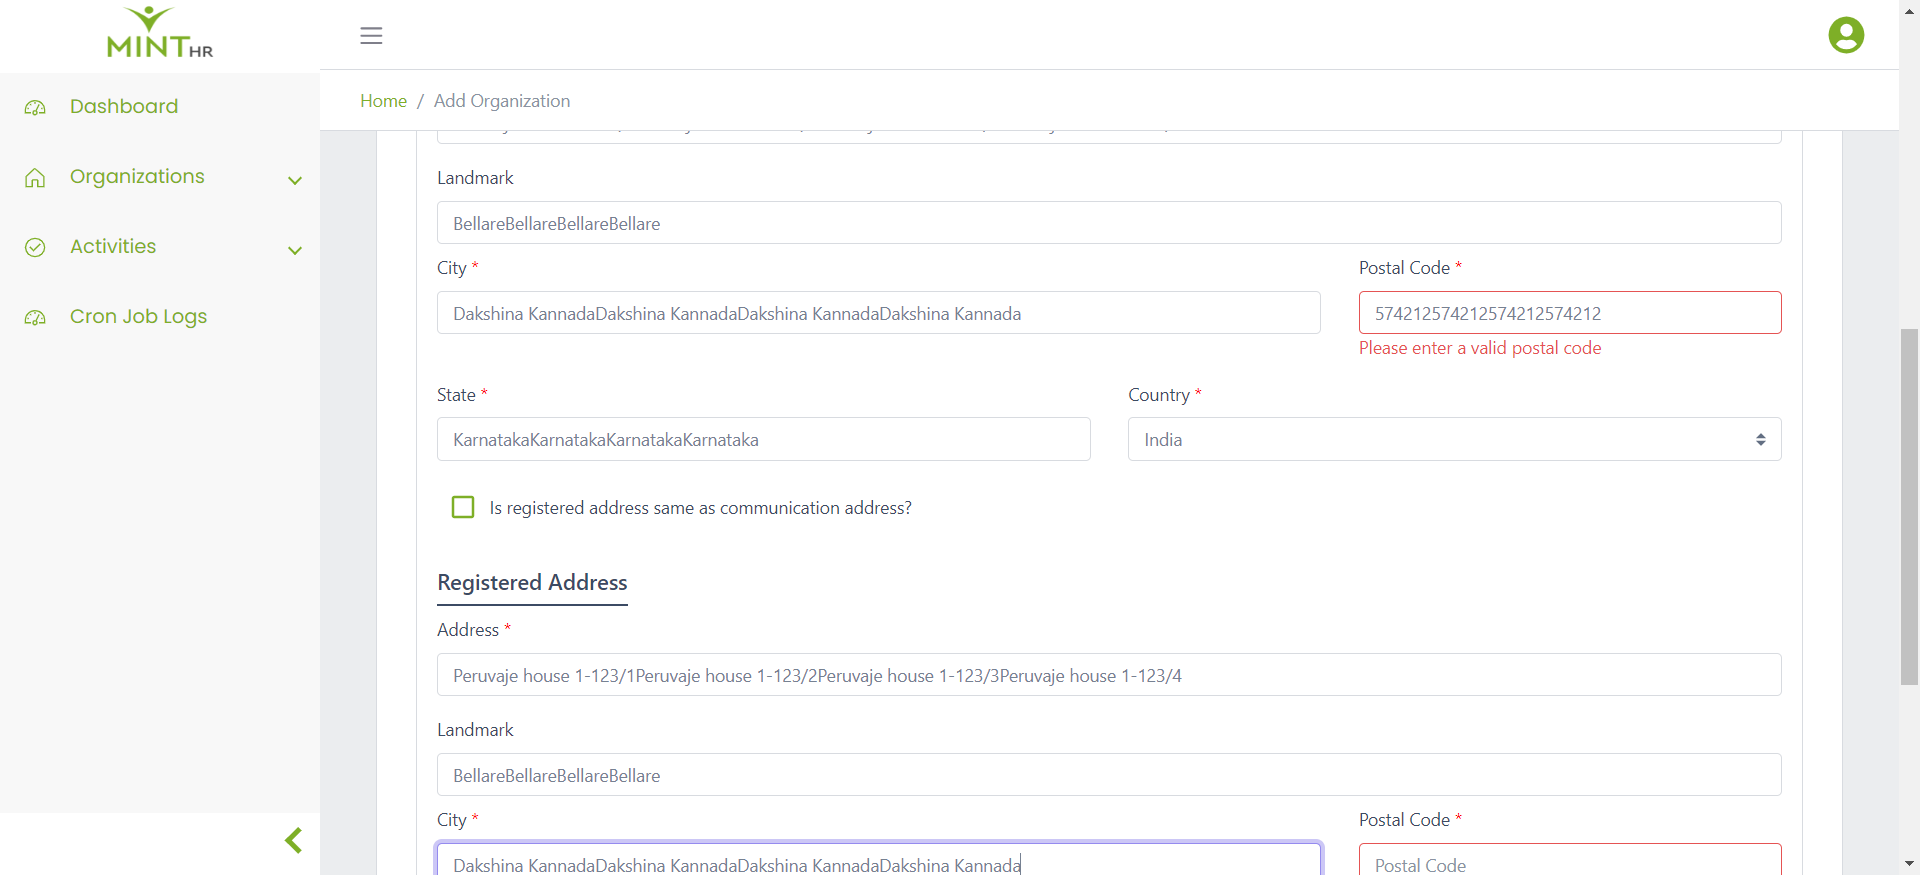 MINT HR
Home / Add Organization
Dashboard
Organizations
Activities
Cron Job Logs
Landmark
BellareBellareBellareBellare
City *
Postal Code *
Dakshina KannadaDakshina KannadaDakshina KannadaDakshina Kannada
574212574212574212574212
Please enter a valid postal code
State *
Country *
KarnatakaKarnatakaKarnatakaKarnataka
India
Is registered address same as communication address?
Registered Address
Address *
Peruvaje house 1-123/1Peruvaje house 1-123/2Peruvaje house 1-123/3Peruvaje house 1-123/4
Landmark
BellareBellareBellareBellare
City *
Postal Code *
Dakshina KannadaDakshina KannadaDakshina KannadaDakshina Kannada
Postal Code